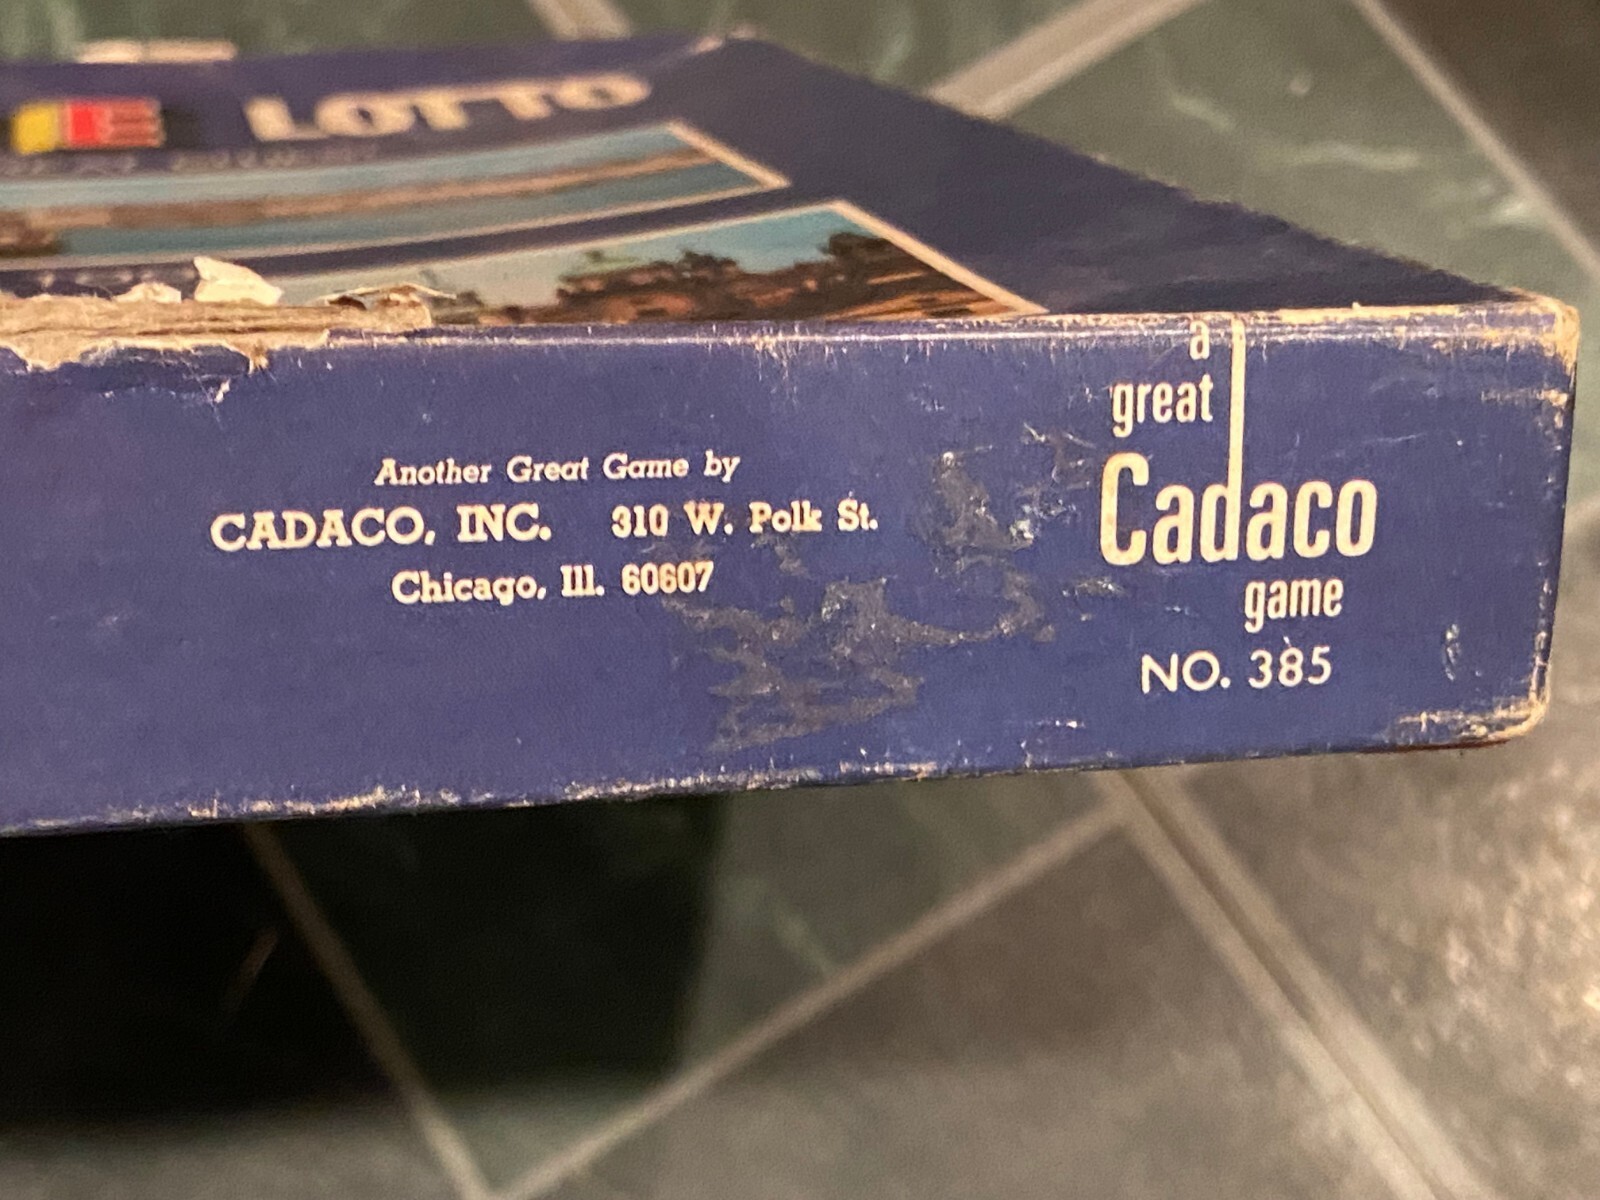 E LOTTO
Another Great Game by
CADACO, INC. 310 W. Polk St.
Chicago, Ill. 60607
a
great
Cadaco
game
NO. 385